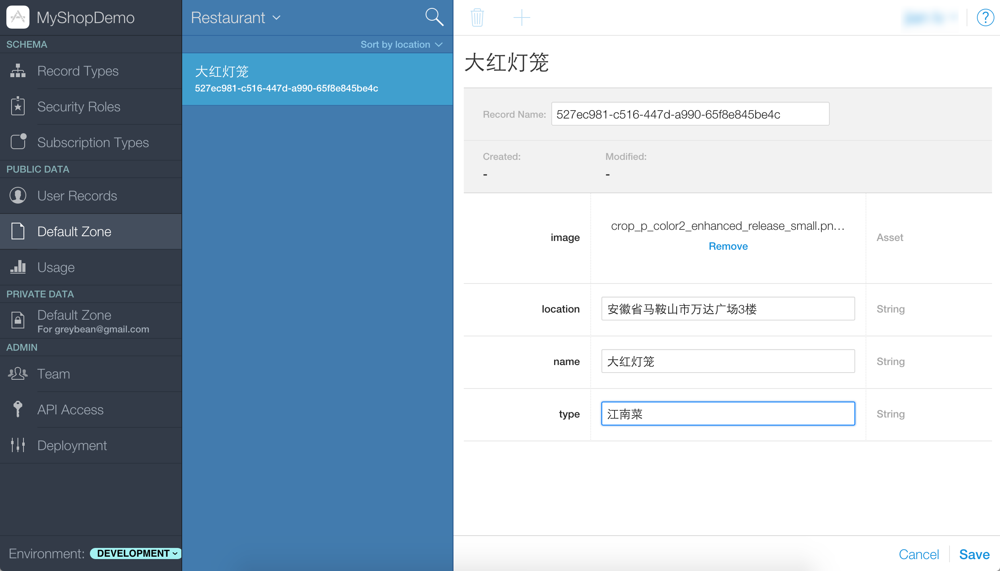 MyShopDemo
SCHEMA
Record Types
Security Roles
Subscription Types
PUBLIC DATA
User Records
Default Zone
Usage
PRIVATE DATA
Default Zone
For greybean@gmail.com
ADMIN
Team
API Access
Deployment
Environment: DEVELOPMENT
Restaurant
Sort by location
大红灯笼
527ec981-c516-447d-a990-65f8e845be4c
?
大红灯笼
Record Name: 527ec981-c516-447d-a990-65f8e845be4c
Created: Modified:
- -
image crop_p_color2_enhanced_release_small.pn... Asset
Remove
location 安徽省马鞍山市万达广场3楼 String
name 大红灯笼 String
type 江南菜 String
Cancel Save